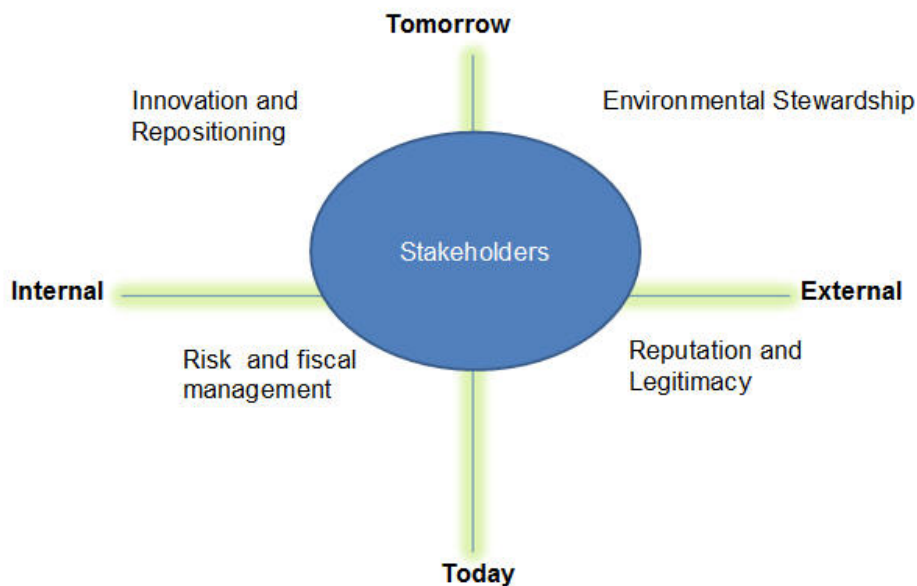 Tomorrow
Innovation and
Repositioning
Environmental Stewardship
Stakeholders
Internal
External
Risk and fiscal
management
Reputation and
Legitimacy
Today